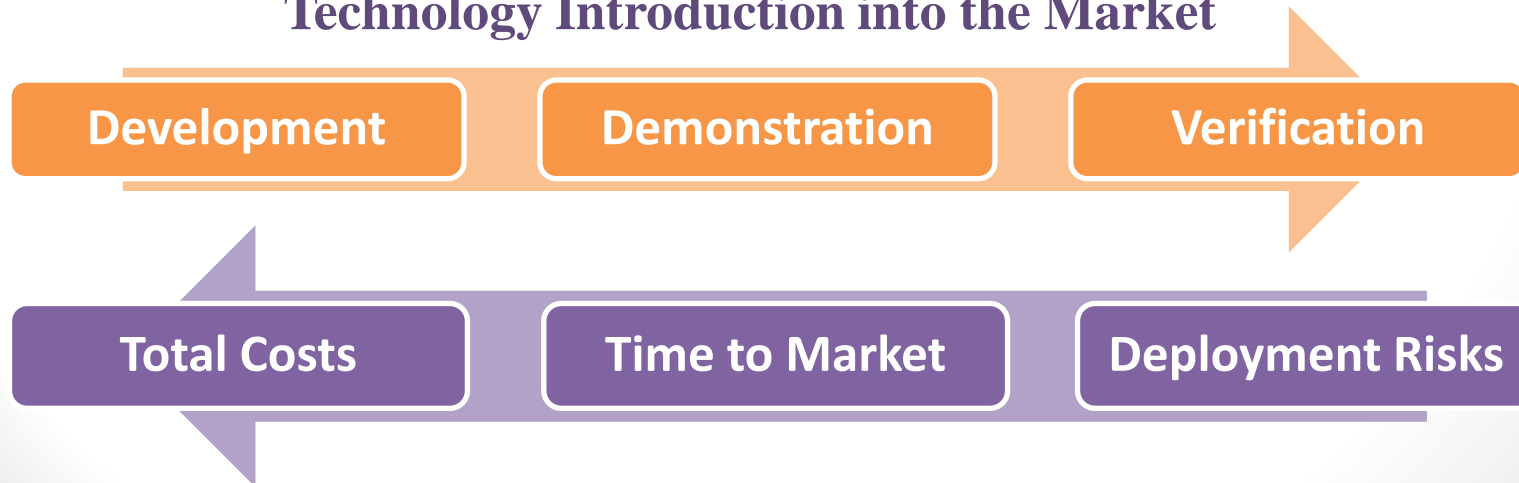 Technology Introduction into the Market
Development
Demonstration
Verification
Total Costs
Time to Market
Deployment Risks